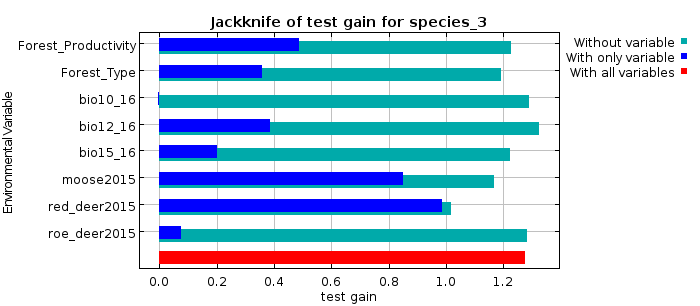 Jackknife of test gain for species_3
Environmental Variable
Forest_Productivity
Forest_Type
bio10_16
bio12_16
bio15_16
moose2015
red_deer2015
roe_deer2015
0.0 0.2 0.4 0.6 0.8 1.0 1.2
test gain
Without variable
With only variable
With all variables